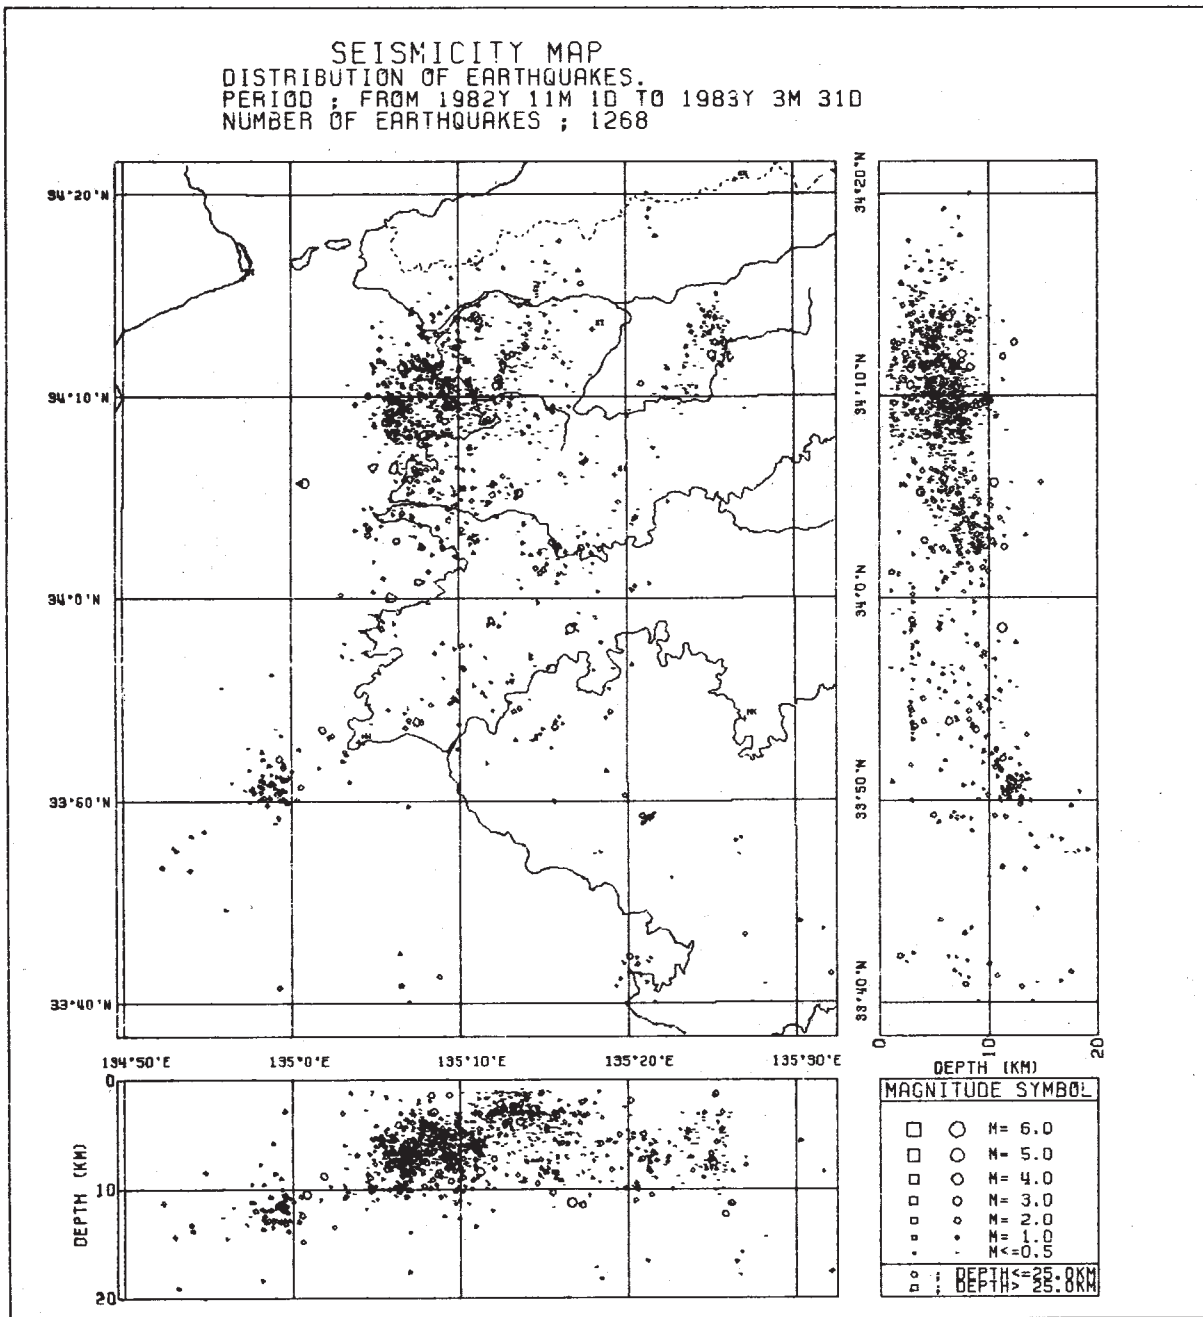 SEISMICITY MAP
DISTRIBUTION OF EARTHQUAKES.
PERIOD ; FROM 1982Y 11M 1D TO 1983Y 3M 31D
NUMBER OF EARTHQUAKES ; 1268
34°20'N
34°10'N
34°0'N
33°50'N
33°40'N
134°50'E
135°0'E
135°10'E
135°20'E
135°30'E
34°20'N
34°10'N
34°0'N
33°50'N
33°40'N
0
10
20
DEPTH (KM)
0
10
20
DEPTH (KM)
MAGNITUDE SYMBOL
M= 6.0
M= 5.0
M= 4.0
M= 3.0
M= 2.0
M= 1.0
M<=0.5
; DEPTH<=25.0KM
; DEPTH> 25.0KM